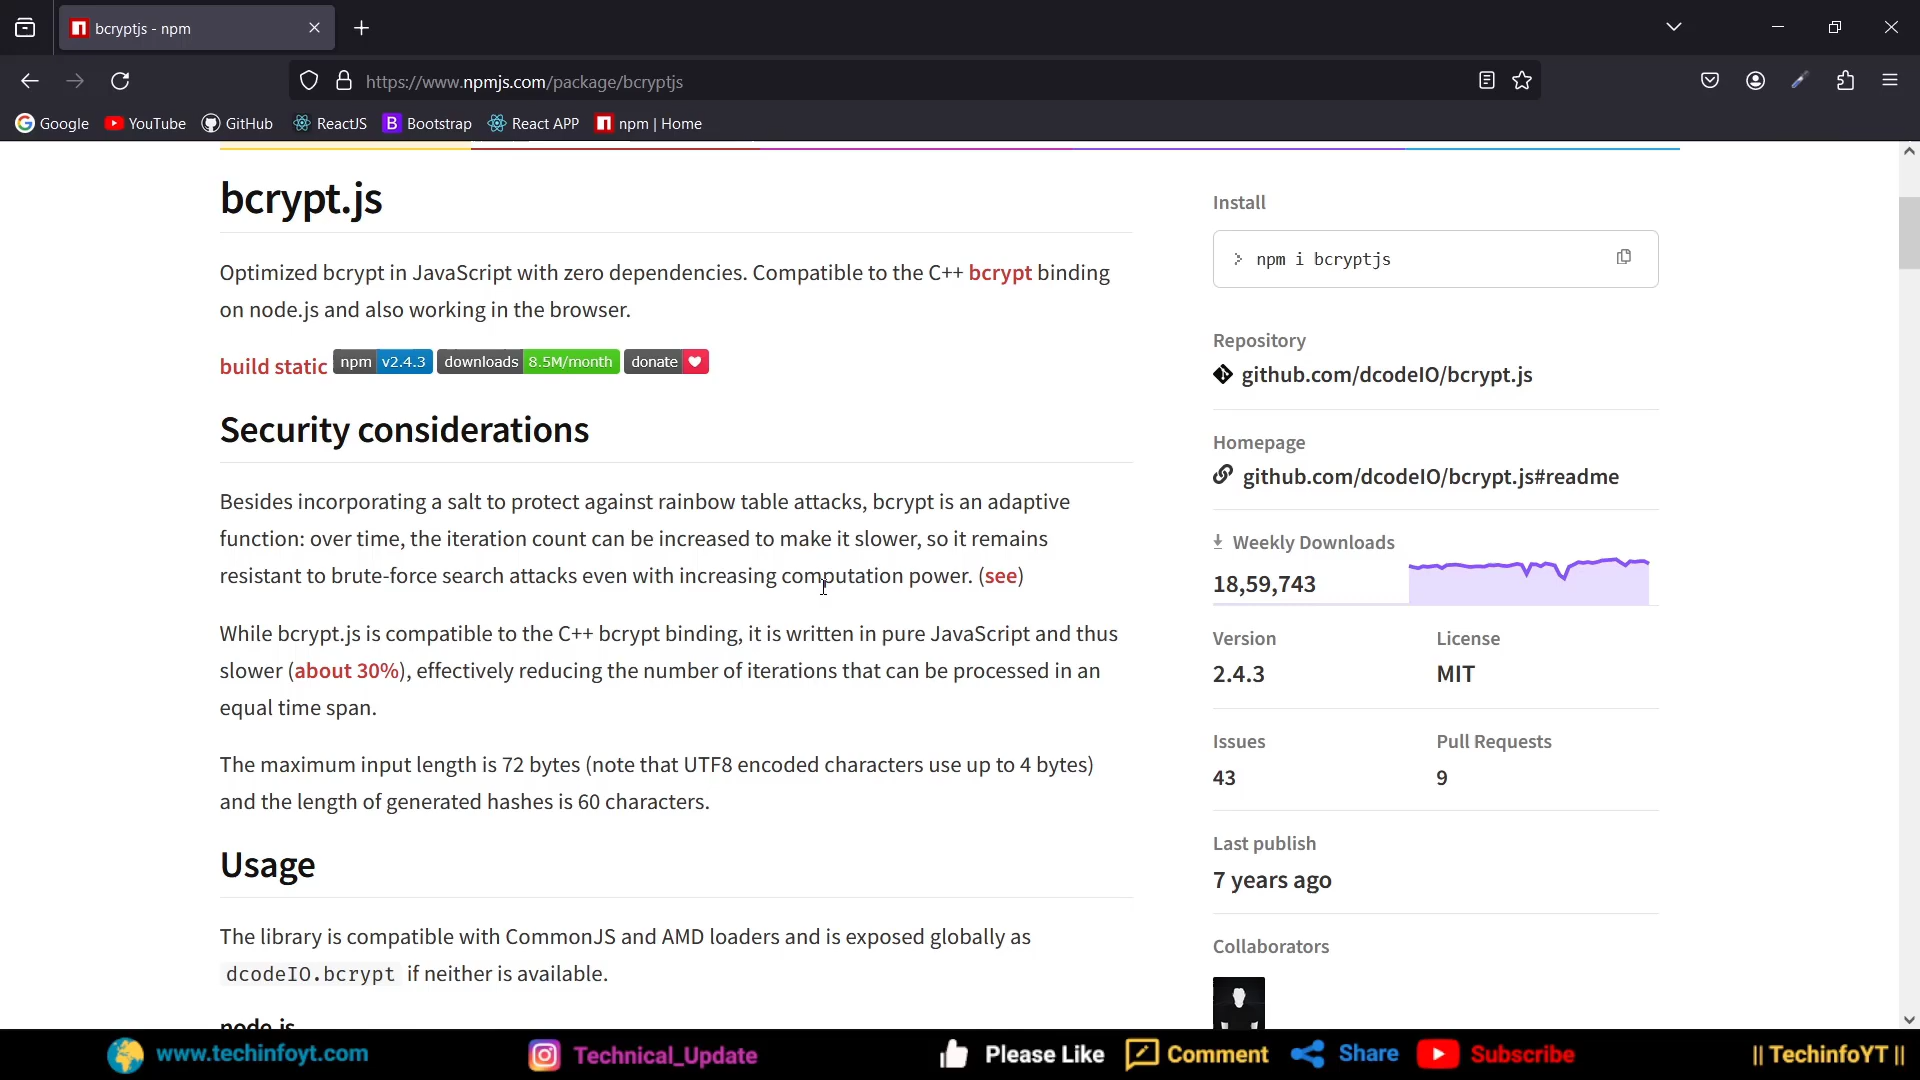 bcryptjs - npm
https://www.npmjs.com/package/bcryptjs
Google YouTube GitHub ReactJS Bootstrap React APP npm | Home
bcrypt.js
Optimized bcrypt in JavaScript with zero dependencies. Compatible to the C++ bcrypt binding
on node.js and also working in the browser.
build static npm v2.4.3 downloads 8.5M/month donate
Security considerations
Besides incorporating a salt to protect against rainbow table attacks, bcrypt is an adaptive
function: over time, the iteration count can be increased to make it slower, so it remains
resistant to brute-force search attacks even with increasing computation power. (see)
While bcrypt.js is compatible to the C++ bcrypt binding, it is written in pure JavaScript and thus
slower (about 30%), effectively reducing the number of iterations that can be processed in an
equal time span.
The maximum input length is 72 bytes (note that UTF8 encoded characters use up to 4 bytes)
and the length of generated hashes is 60 characters.
Usage
The library is compatible with CommonJS and AMD loaders and is exposed globally as
dcodeIO.bcrypt if neither is available.
node.js
Install
> npm i bcryptjs
Repository
github.com/dcodeIO/bcrypt.js
Homepage
github.com/dcodeIO/bcrypt.js#readme
Weekly Downloads
18,59,743
Version License
2.4.3 MIT
Issues Pull Requests
43 9
Last publish
7 years ago
Collaborators
www.techinfoyt.com Technical_Update Please Like Comment Share Subscribe || TechinfoYT ||